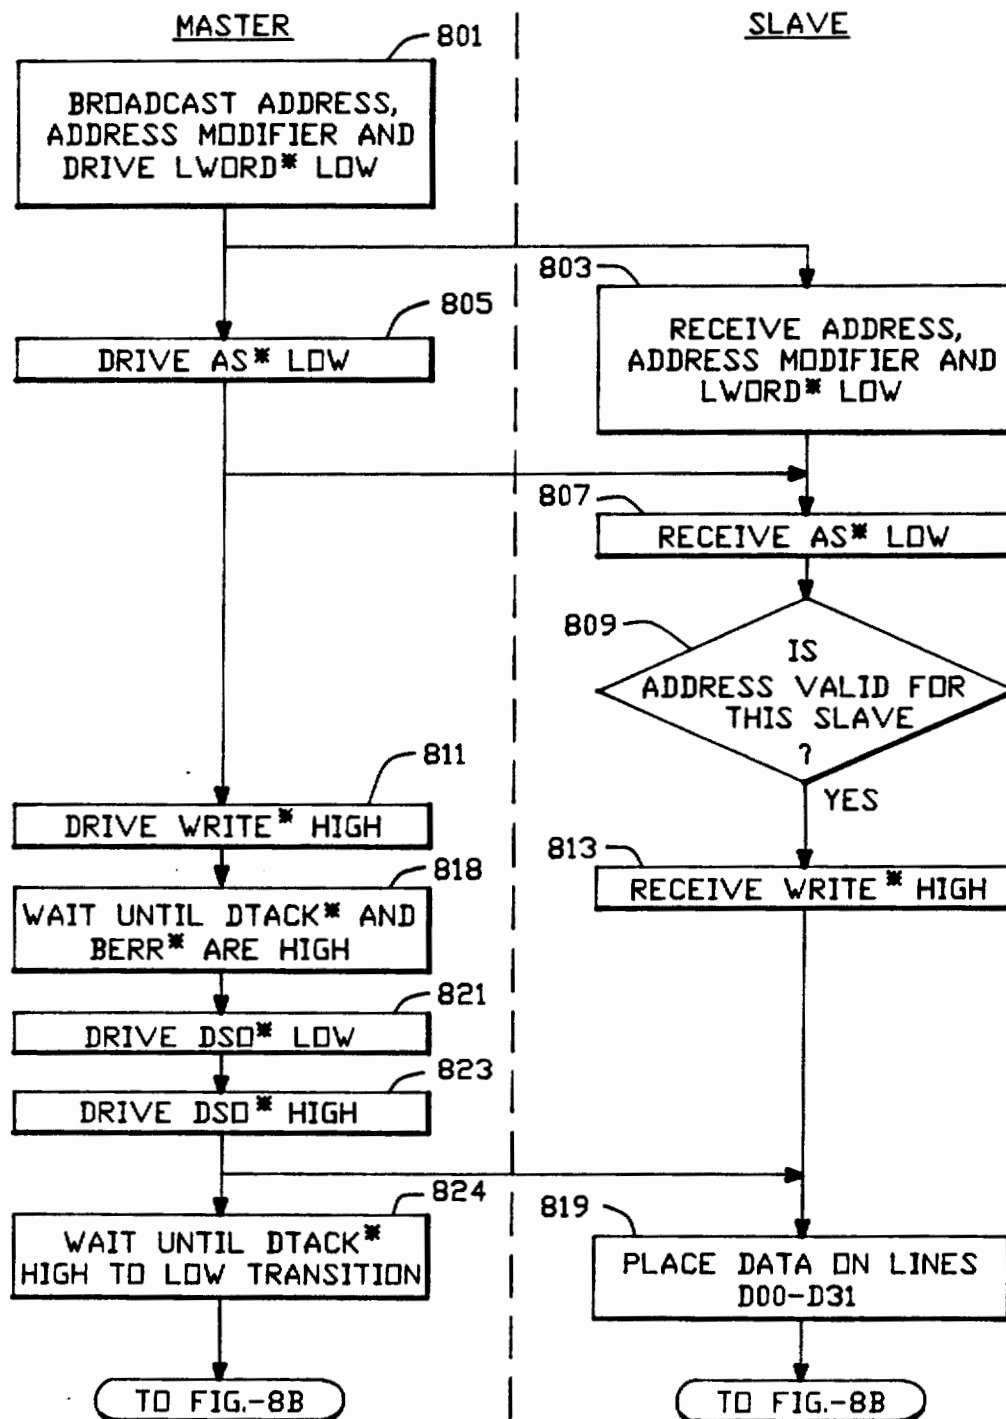 MASTER
SLAVE
801
BROADCAST ADDRESS,
ADDRESS MODIFIER AND
DRIVE LWORD* LOW
803
RECEIVE ADDRESS,
ADDRESS MODIFIER AND
LWORD* LOW
805
DRIVE AS* LOW
807
RECEIVE AS* LOW
809
IS
ADDRESS VALID FOR
THIS SLAVE
?
YES
811
DRIVE WRITE* HIGH
813
RECEIVE WRITE* HIGH
818
WAIT UNTIL DTACK* AND
BERR* ARE HIGH
821
DRIVE DS0* LOW
823
DRIVE DS0* HIGH
824
WAIT UNTIL DTACK*
HIGH TO LOW TRANSITION
819
PLACE DATA ON LINES
D00-D31
TO FIG.-8B
TO FIG.-8B